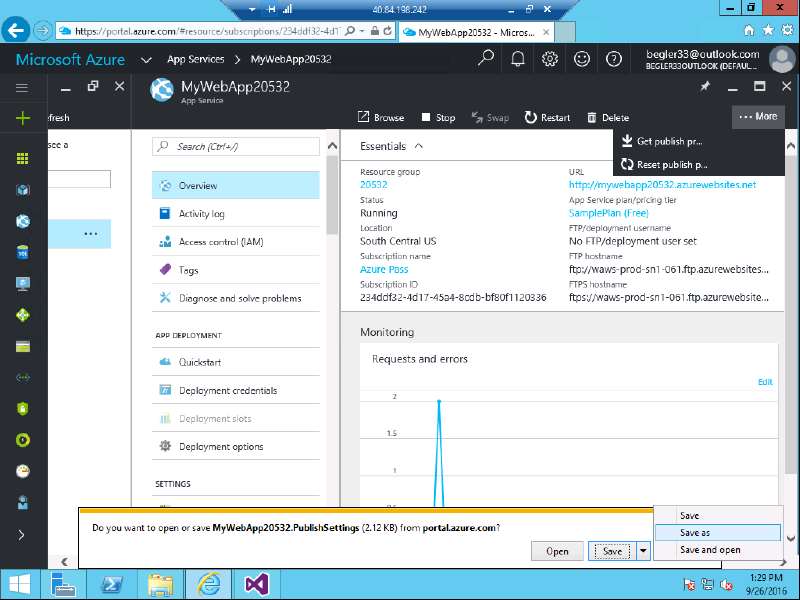 40.84.198.242
https://portal.azure.com/#resource/subscriptions/234ddf32-4d17
MyWebApp20532 - Micros...
Microsoft Azure
App Services > MyWebApp20532
begler33@outlook.com
BEGLER33OUTLOOK (DEFAUL...
MyWebApp20532
App Service
efresh
Browse
Stop
Swap
Restart
Delete
... More
Get publish pr...
Reset publish p...
see a
Search (Ctrl+/)
Overview
Activity log
Access control (IAM)
Tags
Diagnose and solve problems
APP DEPLOYMENT
Quickstart
Deployment credentials
Deployment slots
Deployment options
SETTINGS
Essentials
Resource group
20532
Status
Running
Location
South Central US
Subscription name
Azure Pass
Subscription ID
234ddf32-4d17-45a4-8cdb-bf80f1120336
URL
http://mywebapp20532.azurewebsites.net
App Service plan/pricing tier
SamplePlan (Free)
FTP/deployment username
No FTP/deployment user set
FTP hostname
ftp://waws-prod-sn1-061.ftp.azurewebsites...
FTPS hostname
ftps://waws-prod-sn1-061.ftp.azurewebsites...
Monitoring
Requests and errors
Edit
2
1.5
1
Do you want to open or save MyWebApp20532.PublishSettings (2.12 KB) from portal.azure.com?
Open
Save
Save
Save as
Save and open
1:29 PM
9/26/2016